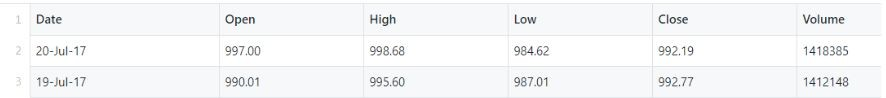 1 Date Open High Low Close Volume
2 20-Jul-17 997.00 998.68 984.62 992.19 1418385
3 19-Jul-17 990.01 995.60 987.01 992.77 1412148